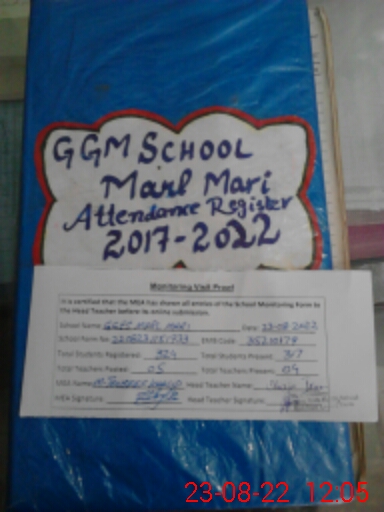 GGM SCHOOL
Marl Mari
Attendance Register
2017-2022
Monitoring Visit Proof
It is certified that the MEA has shown all entries of the School Monitoring Form to
the Head Teacher before its online submission.
School Name Date: 23-08-2022
School Form No. EMIS Code:
Total Students Registered: 324 Total Students Present: 317
Total Teachers Posted: 05 Total Teachers Present: 04
MEA Name: Head Teacher Name:
MEA Signature Head Teacher Signature:
23-08-22 12:05